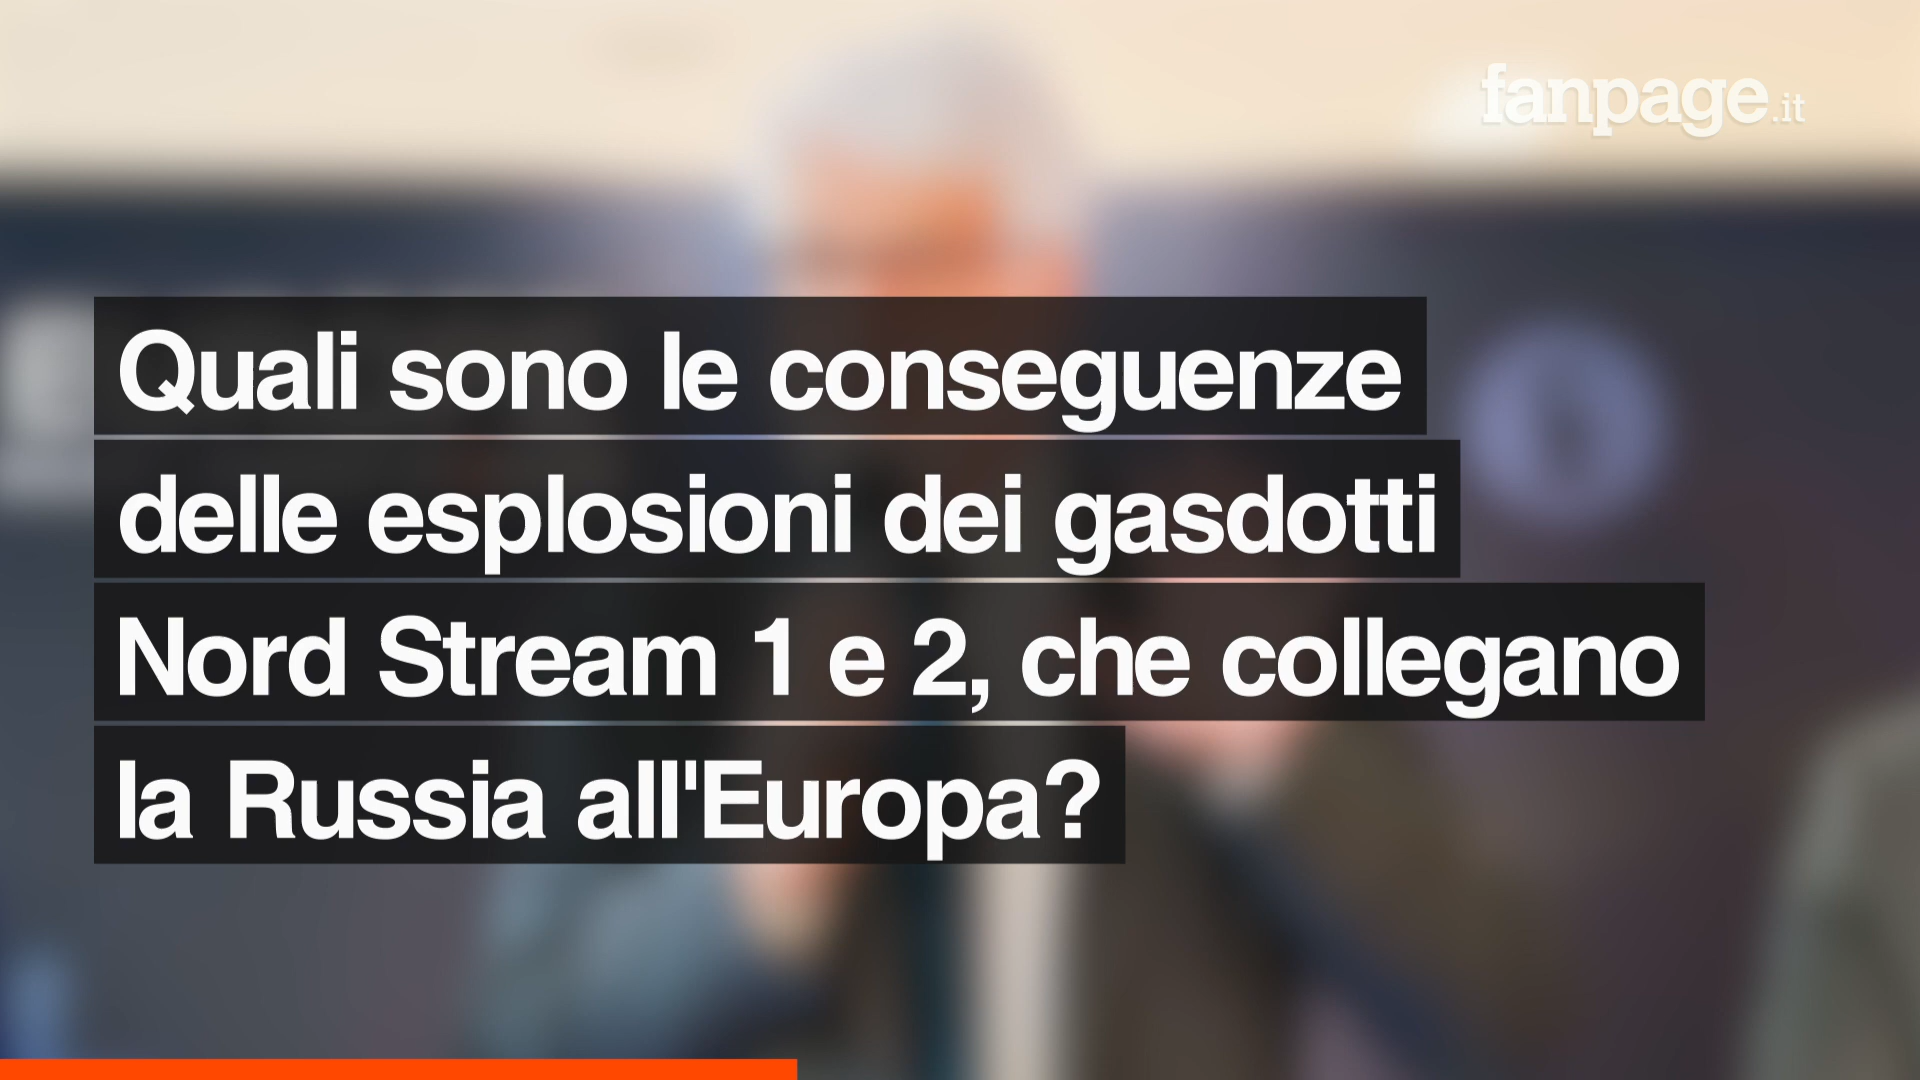 fanpage.it
Quali sono le conseguenze
delle esplosioni dei gasdotti
Nord Stream 1 e 2, che collegano
la Russia all'Europa?